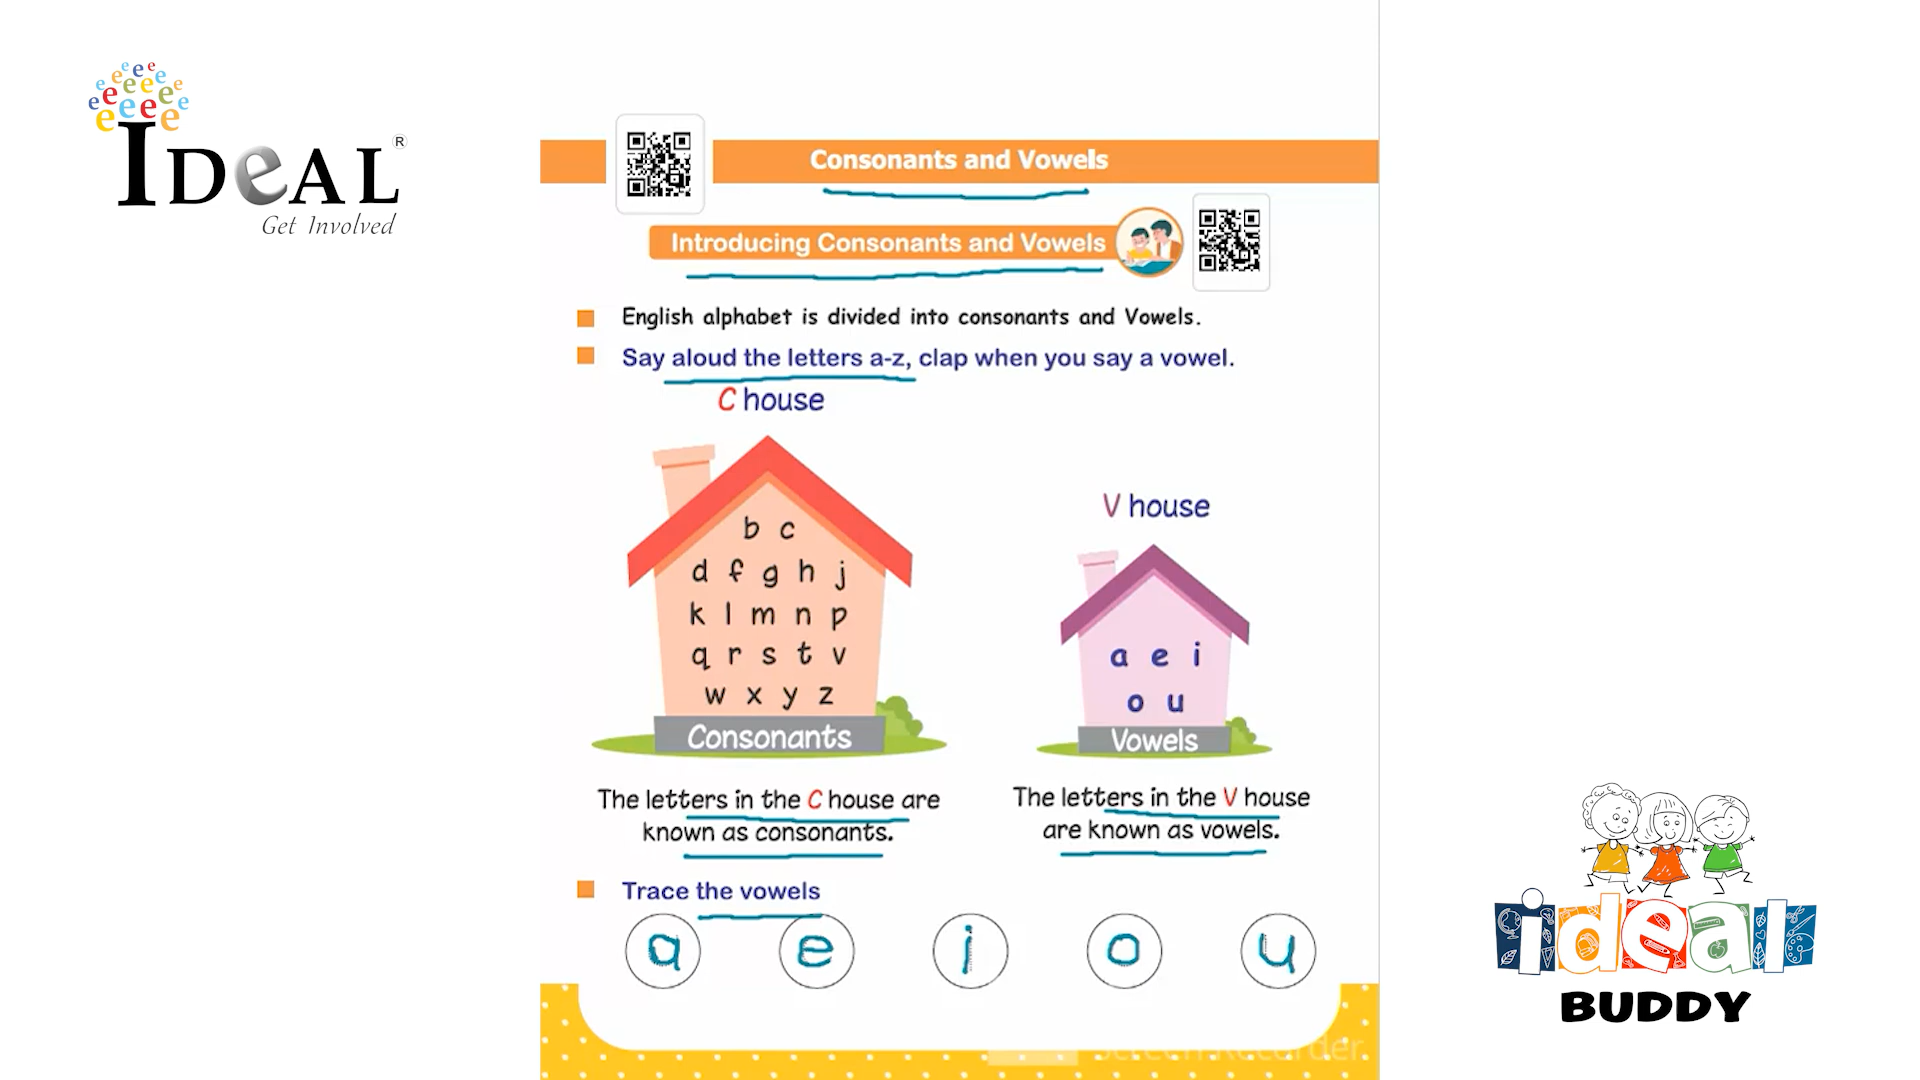 IDeAL®
Get Involved
Consonants and Vowels
Introducing Consonants and Vowels
English alphabet is divided into consonants and Vowels.
Say aloud the letters a-z, clap when you say a vowel.
C house
b c
d f g h j
k l m n p
q r s t v
w x y z
Consonants
The letters in the C house are
known as consonants.
V house
a e i
o u
Vowels
The letters in the V house
are known as vowels.
Trace the vowels
a e i o u
ideal
BUDDY
Screen Recorder